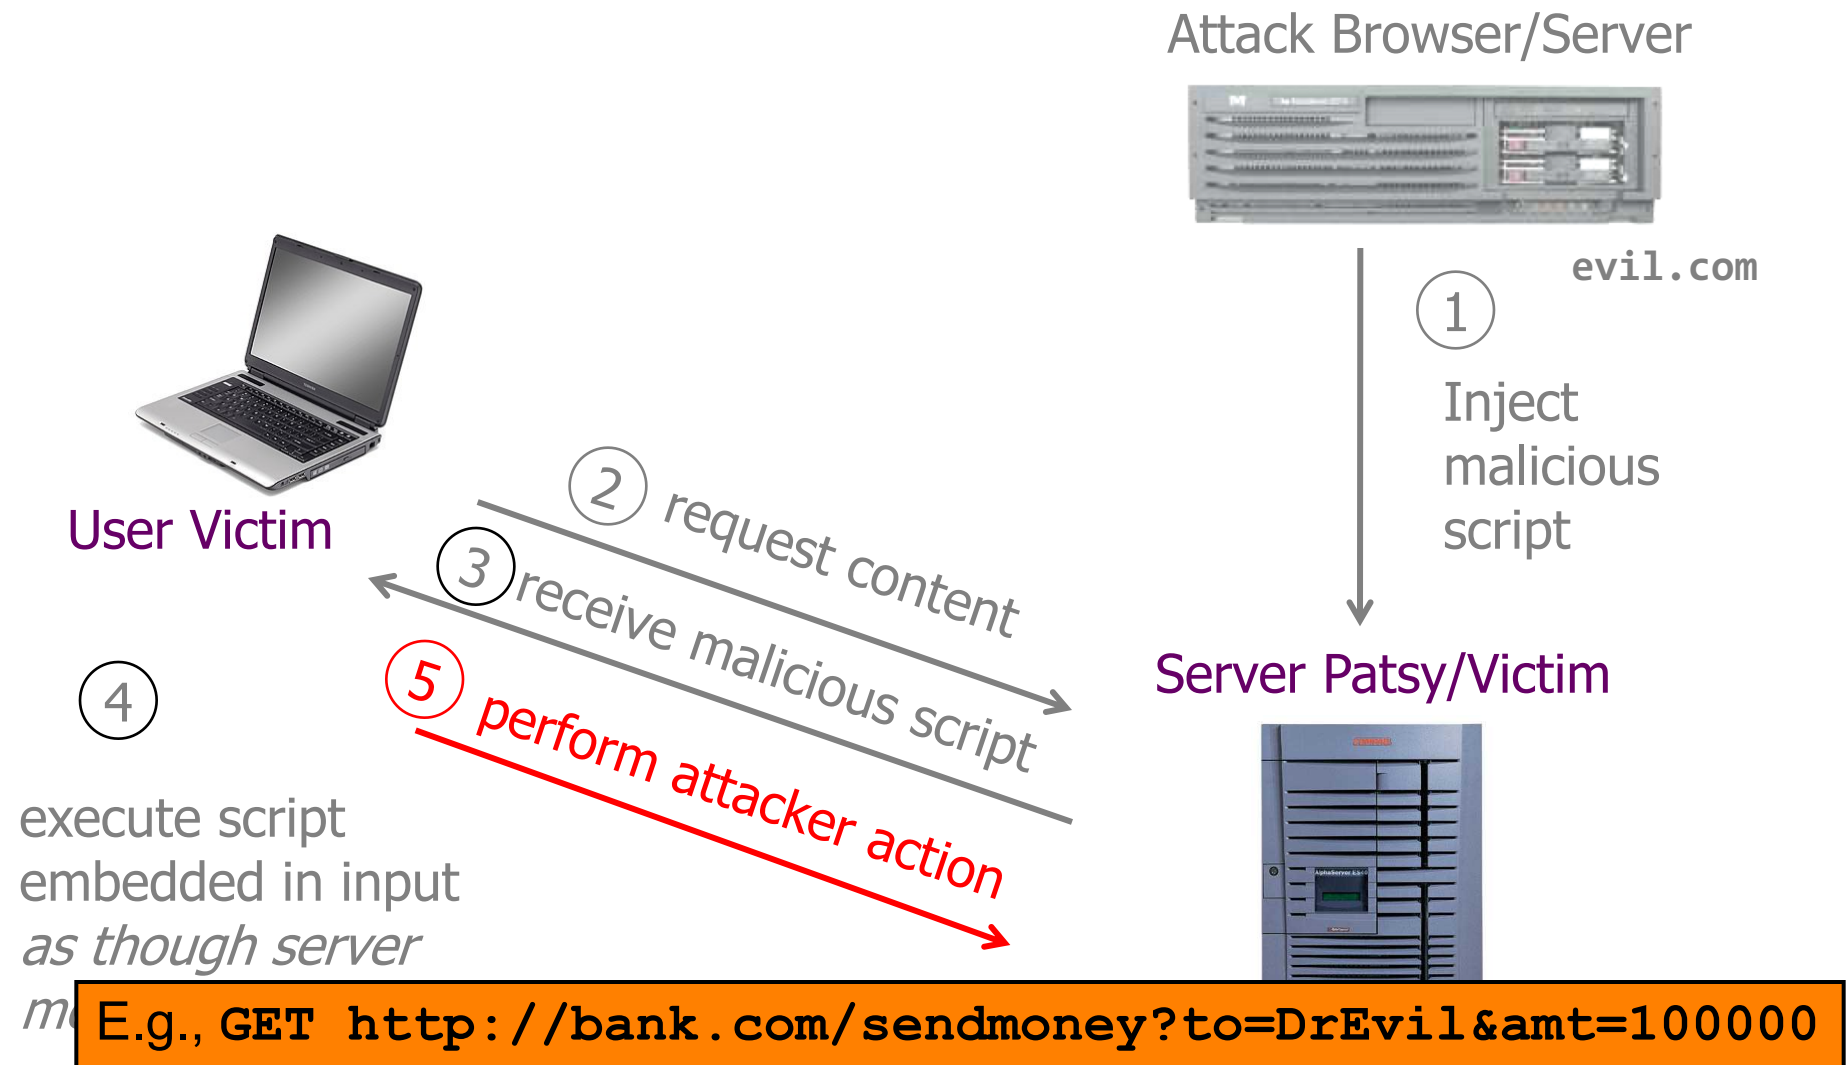 Attack Browser/Server
evil.com
1
Inject
malicious
script
User Victim
2 request content
3 receive malicious script
5 perform attacker action
Server Patsy/Victim
4
execute script
embedded in input
as though server
AlphaServer ES40
E.g., GET http://bank.com/sendmoney?to=DrEvil&amt=100000